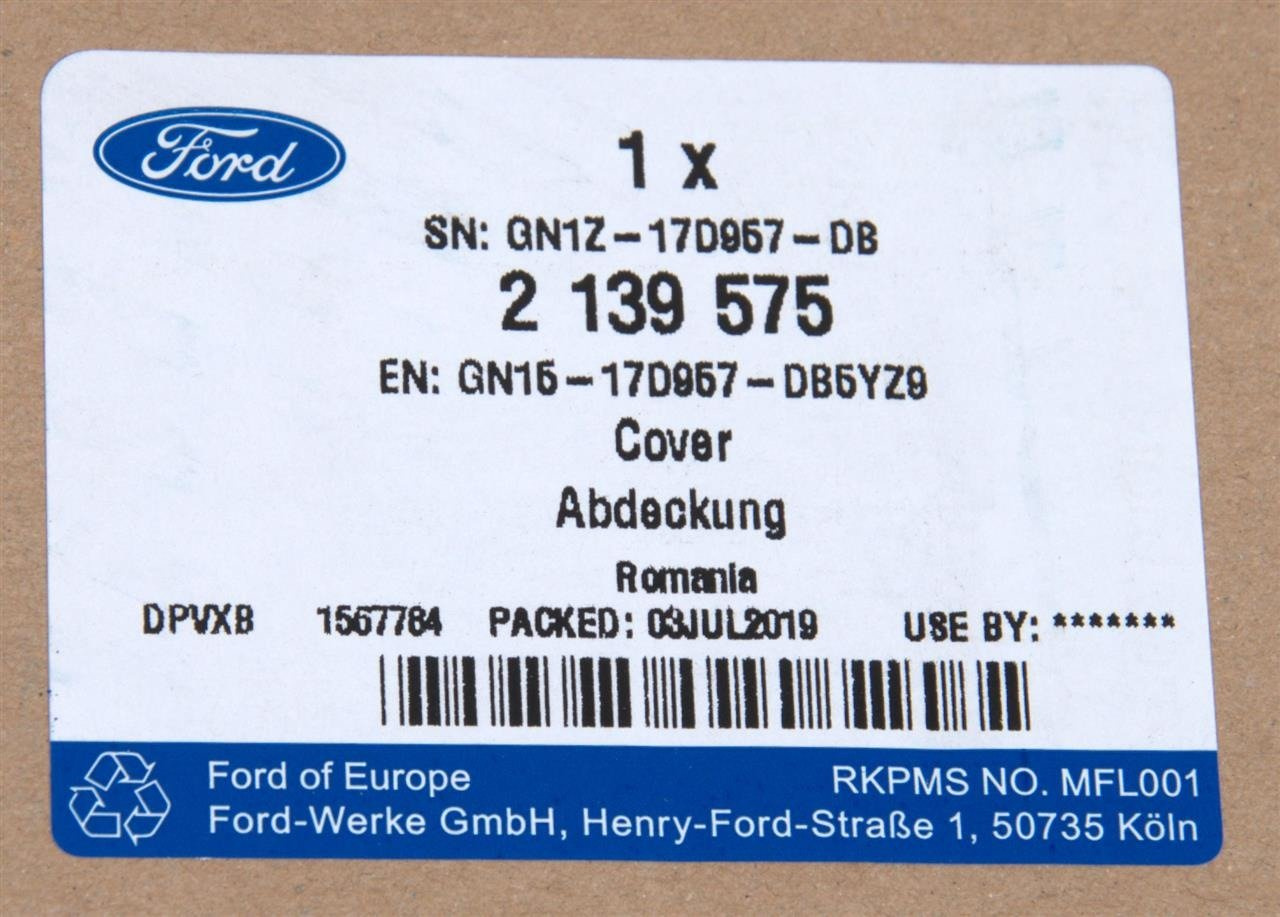 Ford
1 x
SN: GN1Z-17D957-DB
2 139 575
EN: GN15-17D957-DB5YZ9
Cover
Abdeckung
Romania
DPVXB 1567784 PACKED: 03JUL2019 USE BY: *******
Ford of Europe RKPMS NO. MFL001
Ford-Werke GmbH, Henry-Ford-Straße 1, 50735 Köln